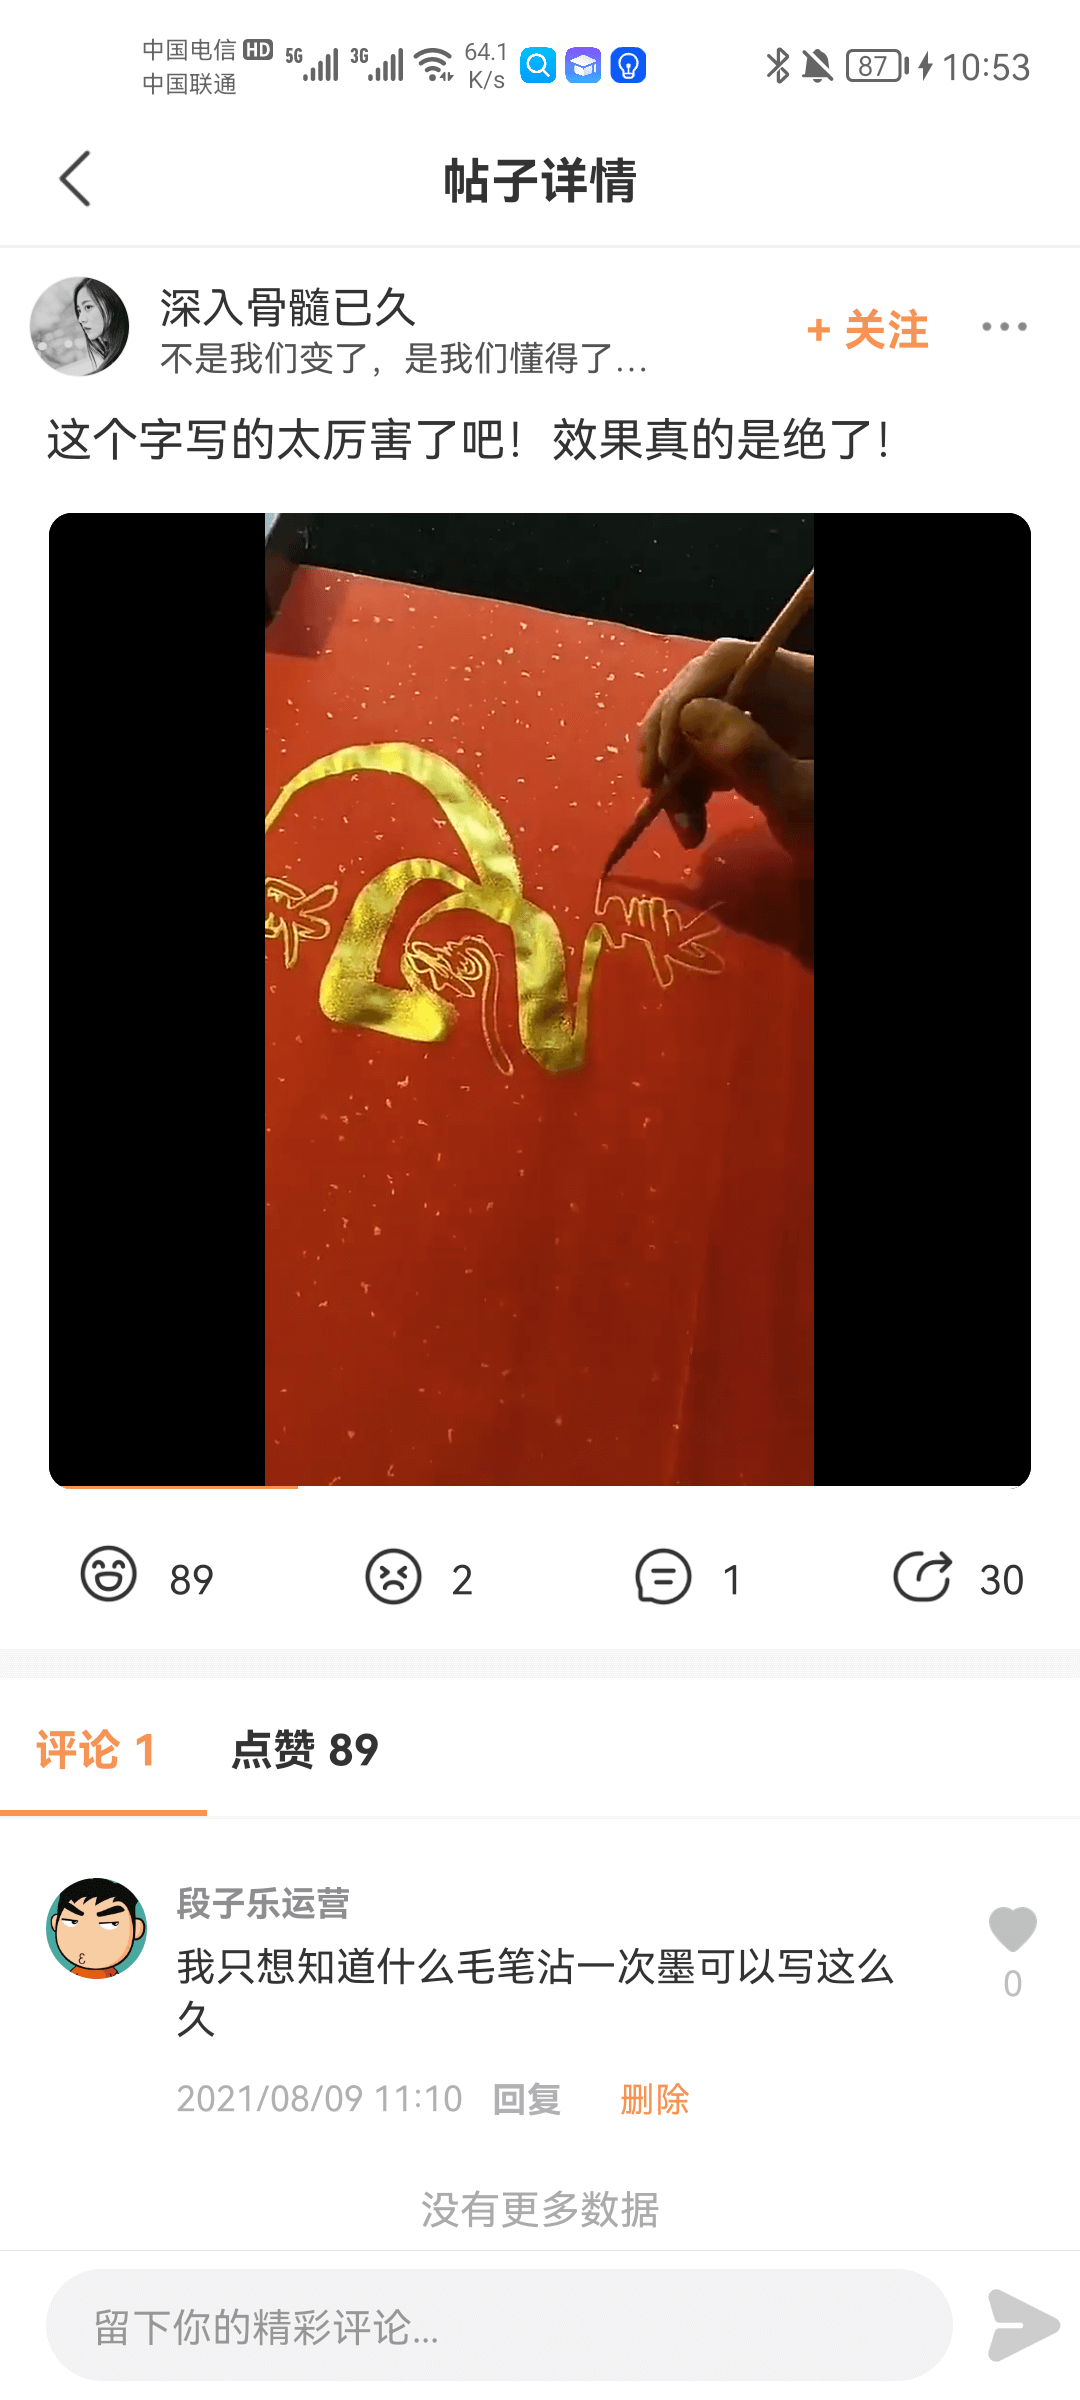 中国电信 HD 5G 3G 64.1 K/s 87 10:53
中国联通
帖子详情
深入骨髓已久
不是我们变了，是我们懂得了...
+ 关注
这个字写的太厉害了吧！效果真的是绝了！
89 2 1 30
评论 1 点赞 89
段子乐运营
我只想知道什么毛笔沾一次墨可以写这么
久
0
2021/08/09 11:10 回复 删除
没有更多数据
留下你的精彩评论...